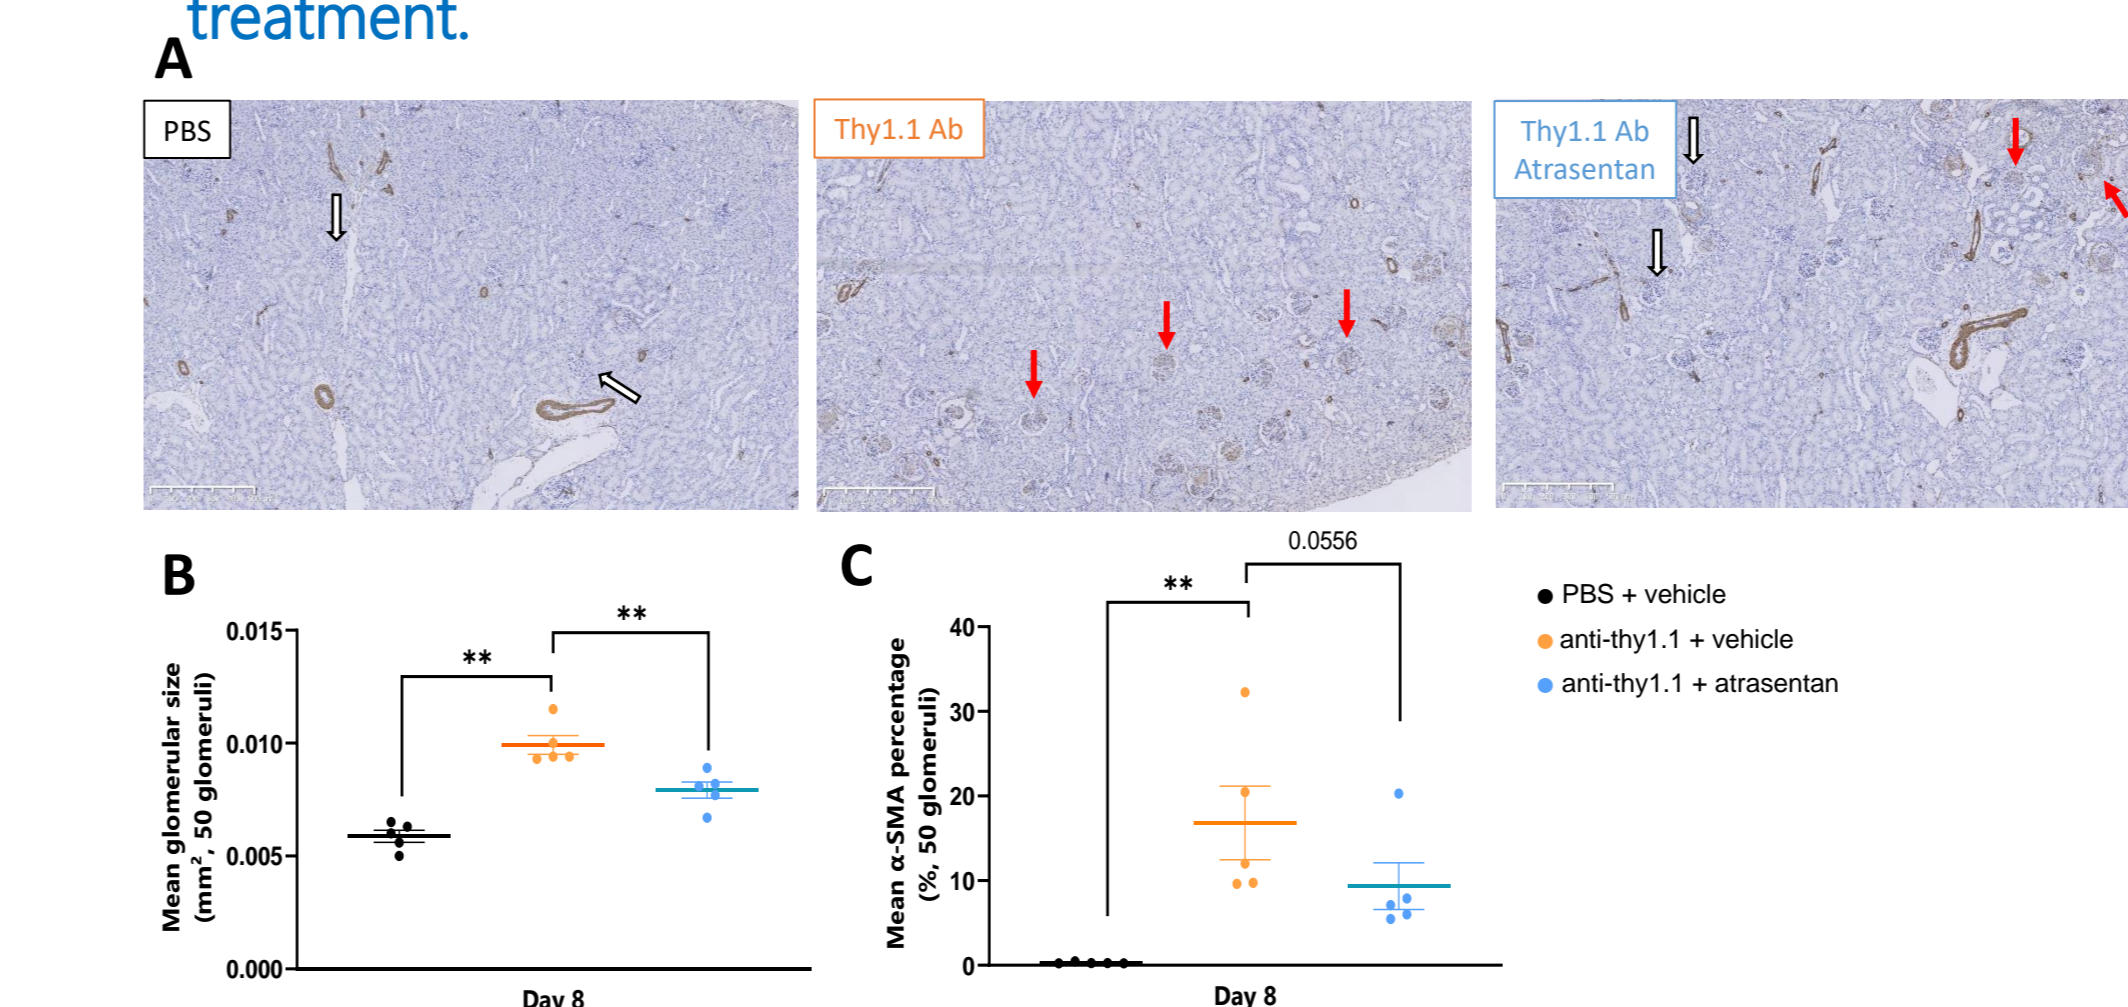 treatment.
A
PBS
Thy1.1 Ab
Thy1.1 Ab
Atrasentan
B
Mean glomerular size
(mm², 50 glomeruli)
0.015
0.010
0.005
0.000
**
**
Day 8
C
Mean α-SMA percentage
(%, 50 glomeruli)
40
30
20
10
0
**
0.0556
Day 8
PBS + vehicle
anti-thy1.1 + vehicle
anti-thy1.1 + atrasentan